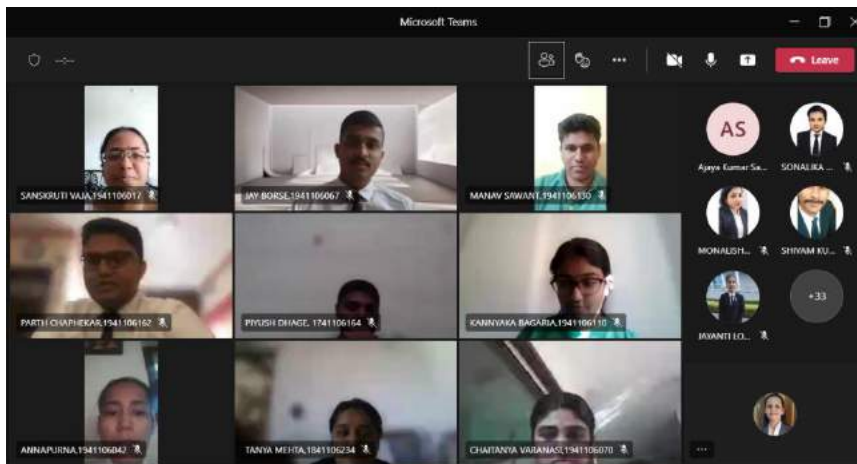 Microsoft Teams
Leave
SANSKRUTI VAJA,1941106017
JAY BORSE,1941106067
MANAV SAWANT,1941106130
AS
Ajaya Kumar Sa...
SONALIKA ...
PARTH CHAPHEKAR,1941106162
PIYUSH DHAGE, 1741106164
KANNYAKA BAGARIA,1941106110
MONALISH...
SHIVAM KU...
+33
JAYANTI LO...
ANNAPURNA,1941106042
TANYA MEHTA,1841106234
CHAITANYA VARANASI,1941106070